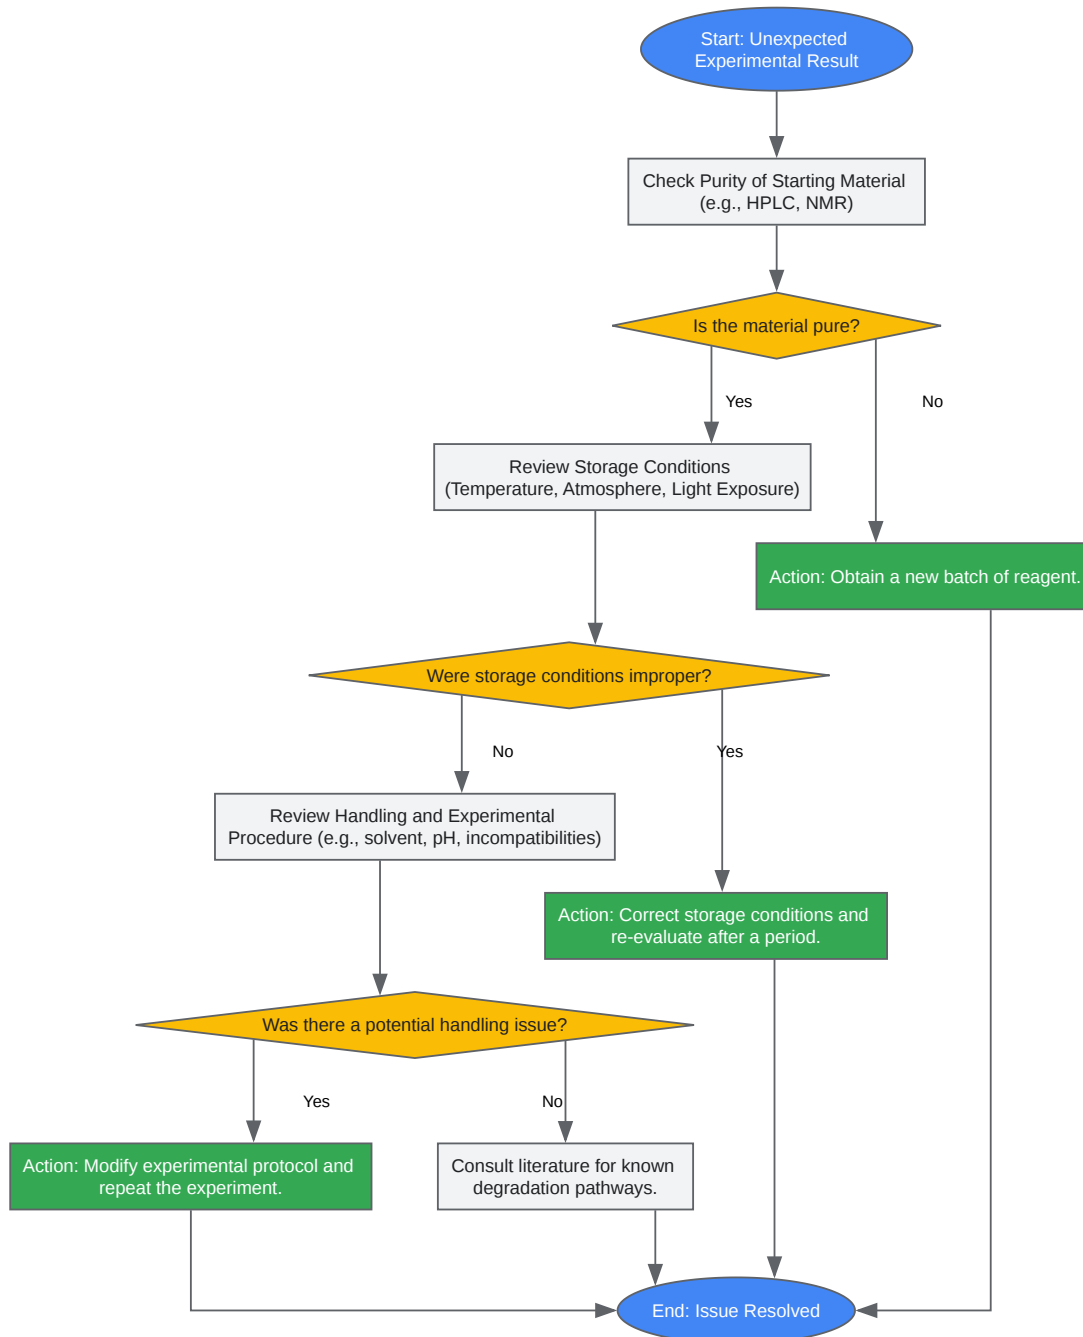 Start: Unexpected
Experimental Result
Check Purity of Starting Material
(e.g., HPLC, NMR)
Is the material pure?
Yes
No
Review Storage Conditions
(Temperature, Atmosphere, Light Exposure)
Action: Obtain a new batch of reagent.
Were storage conditions improper?
No
Yes
Review Handling and Experimental
Procedure (e.g., solvent, pH, incompatibilities)
Action: Correct storage conditions and
re-evaluate after a period.
Was there a potential handling issue?
Yes
No
Action: Modify experimental protocol and
repeat the experiment.
Consult literature for known
degradation pathways.
End: Issue Resolved